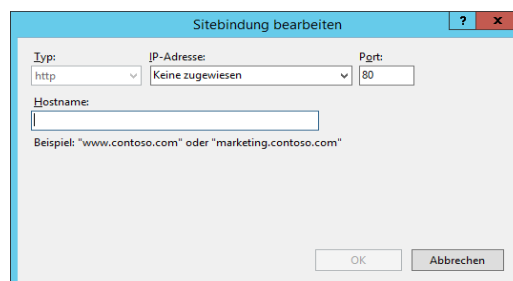 Sitebindung bearbeiten
?
x
Typ:
IP-Adresse:
Port:
http
Keine zugewiesen
80
Hostname:
Beispiel: "www.contoso.com" oder "marketing.contoso.com"
OK
Abbrechen